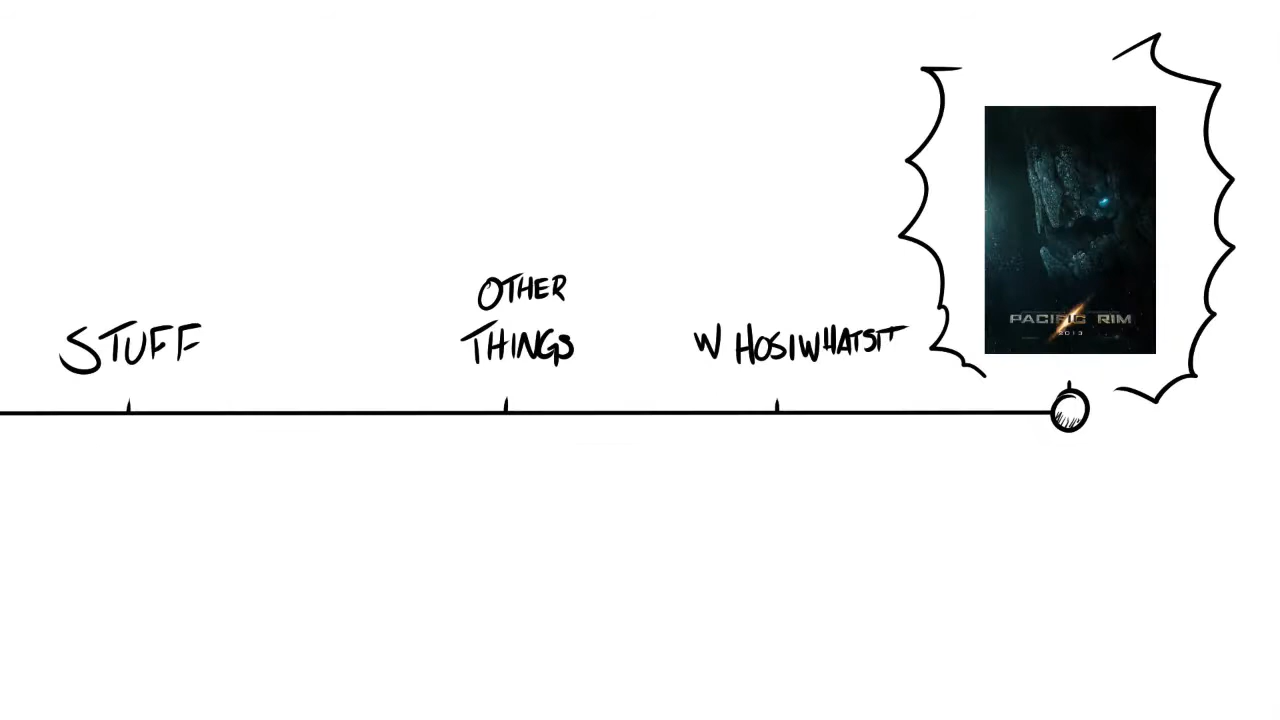 STUFF
OTHER
THINGS
WHOSIWHATSIT
PACIFIC RIM
2013